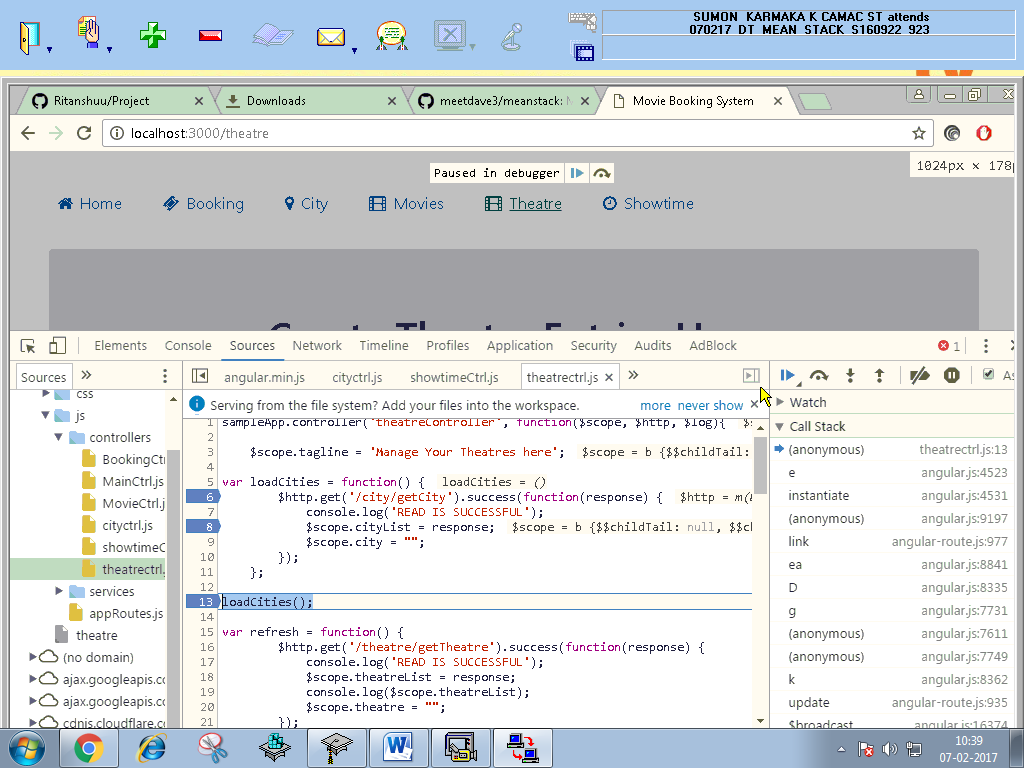 SUMON KARMAKA K CAMAC ST attends
070217 DT MEAN STACK S160922 923
Ritanshuu/Project
Downloads
meetdave3/meanstack:
Movie Booking System
localhost:3000/theatre
Paused in debugger
1024px × 178p
Home
Booking
City
Movies
Theatre
Showtime
Elements
Console
Sources
Network
Timeline
Profiles
Application
Security
Audits
AdBlock
1
Sources
angular.min.js
cityctrl.js
showtimeCtrl.js
theatrectrl.js
As
css
js
controllers
BookingCt
MainCtrl.js
MovieCtrl.js
cityctrl.js
showtimeC
theatrectrl.
services
appRoutes.js
theatre
(no domain)
ajax.googleapis.co
ajax.googleapis.co
cdnjs.cloudflare.co
Serving from the file system? Add your files into the workspace.
more
never show
1 sampleApp.controller('theatreController', function($scope, $http, $log){
2
3 $scope.tagline = 'Manage Your Theatres here'; $scope = b {$$childTail:
4
5 var loadCities = function() { loadCities = ()
6 $http.get('/city/getCity').success(function(response) { $http = m(
7 console.log('READ IS SUCCESSFUL');
8 $scope.cityList = response; $scope = b {$$childTail: null, $$c
9 $scope.city = "";
10 });
11 };
12
13 loadCities();
14
15 var refresh = function() {
16 $http.get('/theatre/getTheatre').success(function(response) {
17 console.log('READ IS SUCCESSFUL');
18 $scope.theatreList = response;
19 console.log($scope.theatreList);
20 $scope.theatre = "";
21 });
Watch
Call Stack
(anonymous) theatrectrl.js:13
e angular.js:4523
instantiate angular.js:4531
(anonymous) angular.js:9197
link angular-route.js:977
ea angular.js:8841
D angular.js:8335
g angular.js:7731
(anonymous) angular.js:7611
(anonymous) angular.js:7749
k angular.js:8362
update angular-route.js:935
$broadcast angular.js:16374
10:39
07-02-2017